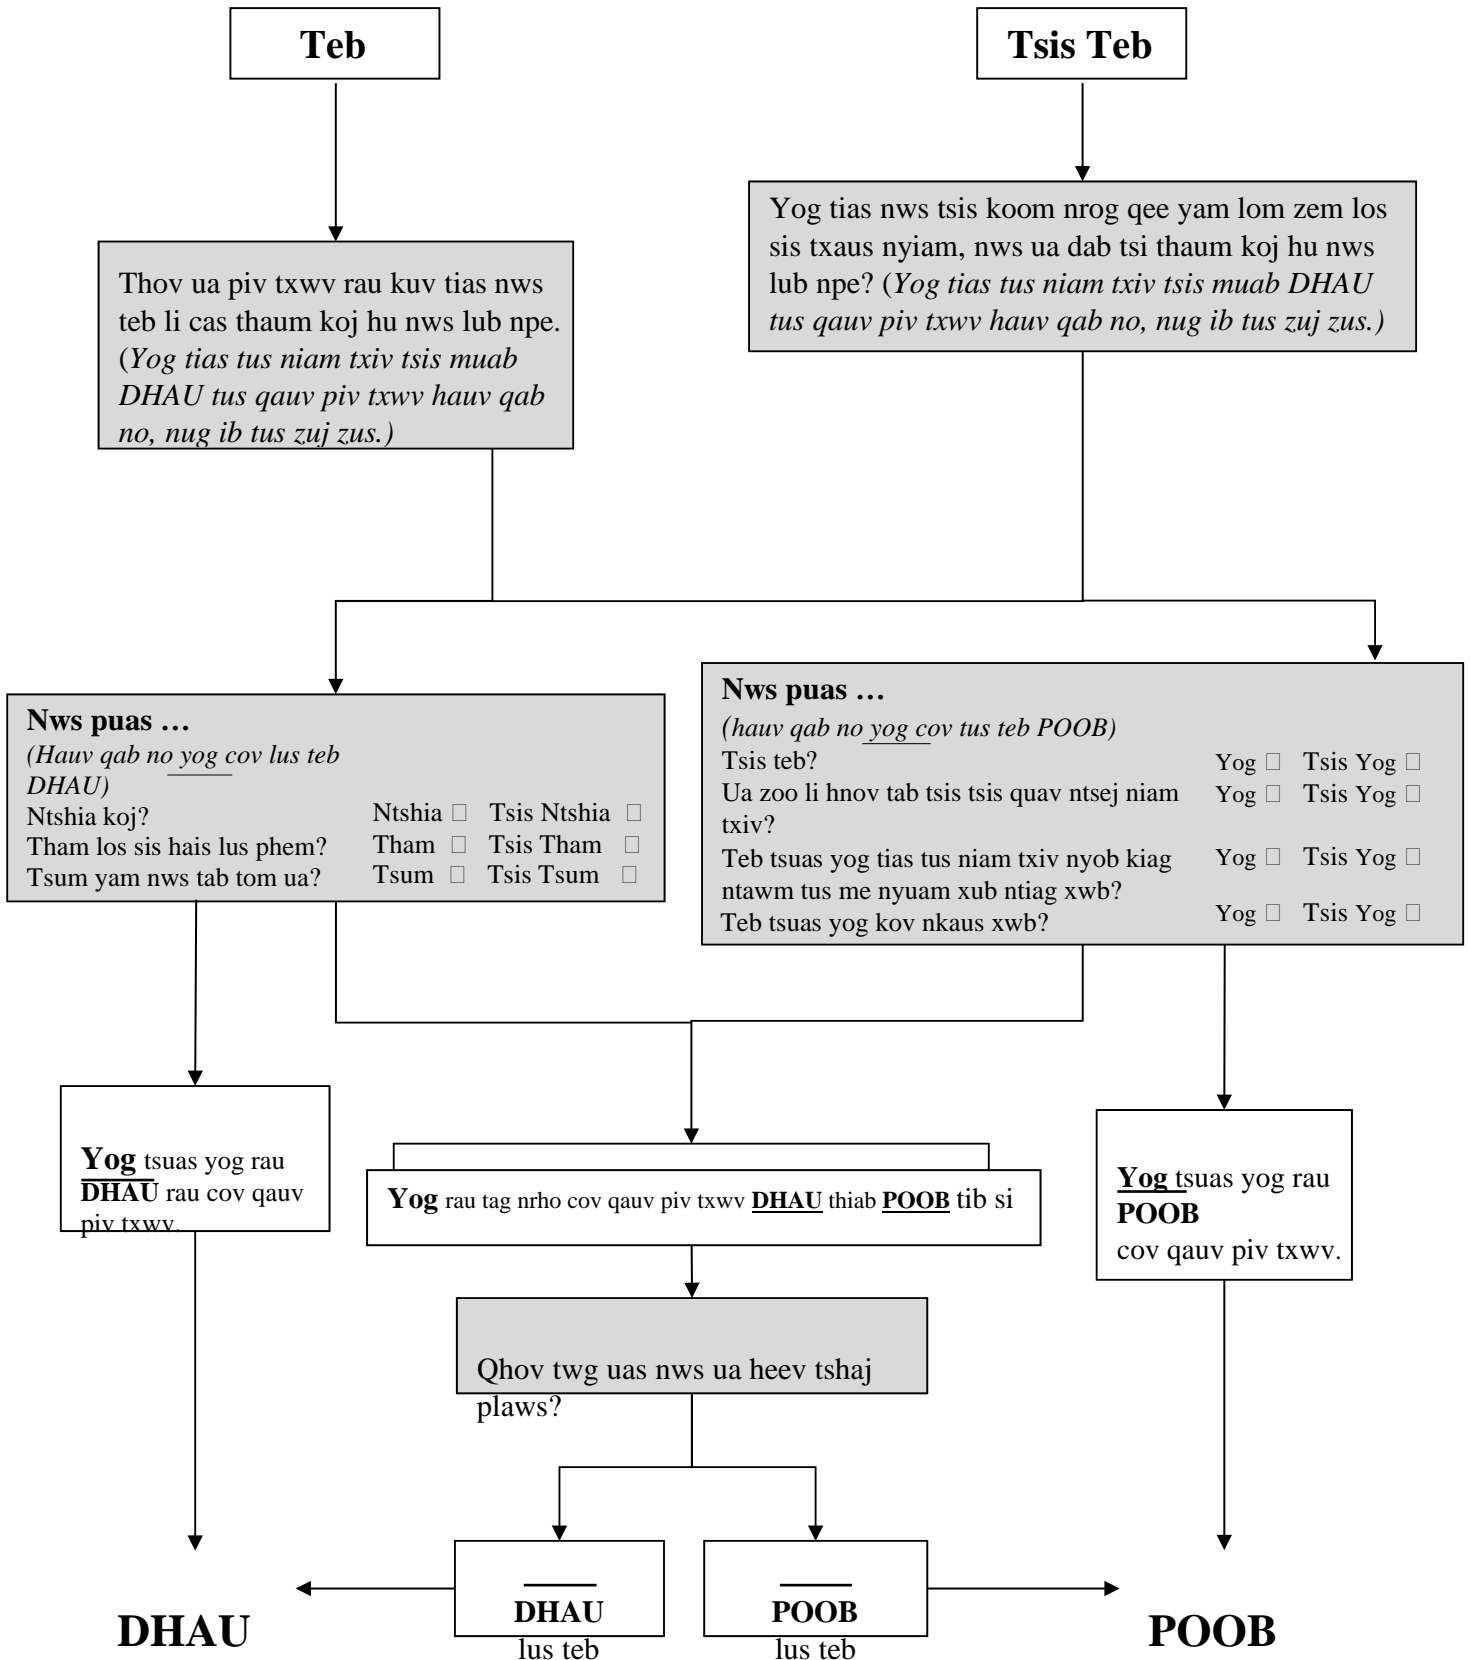 Teb
Tsis Teb
Yog tias nws tsis koom nrog qee yam lom zem los
sis txaus nyiam, nws ua dab tsi thaum koj hu nws
lub npe? (Yog tias tus niam txiv tsis muab DHAU
tus qauv piv txwv hauv qab no, nug ib tus zuj zus.)
Thov ua piv txwv rau kuv tias nws
teb li cas thaum koj hu nws lub npe.
(Yog tias tus niam txiv tsis muab
DHAU tus qauv piv txwv hauv qab
no, nug ib tus zuj zus.)
Nws puas …
(Hauv qab no yog cov lus teb
DHAU)
Ntshia koj? Ntshia □ Tsis Ntshia □
Tham los sis hais lus phem? Tham □ Tsis Tham □
Tsum yam nws tab tom ua? Tsum □ Tsis Tsum □
Nws puas …
(hauv qab no yog cov tus teb POOB)
Tsis teb? Yog □ Tsis Yog □
Ua zoo li hnov tab tsis tsis quav ntsej niam Yog □ Tsis Yog □
txiv?
Teb tsuas yog tias tus niam txiv nyob kiag Yog □ Tsis Yog □
ntawm tus me nyuam xub ntiag xwb?
Teb tsuas yog kov nkaus xwb? Yog □ Tsis Yog □
Yog tsuas yog rau
DHAU rau cov qauv
piv txwv.
Yog rau tag nrho cov qauv piv txwv DHAU thiab POOB tib si
Yog tsuas yog rau
POOB
cov qauv piv txwv.
Qhov twg uas nws ua heev tshaj
plaws?
DHAU
lus teb
POOB
lus teb
DHAU
POOB